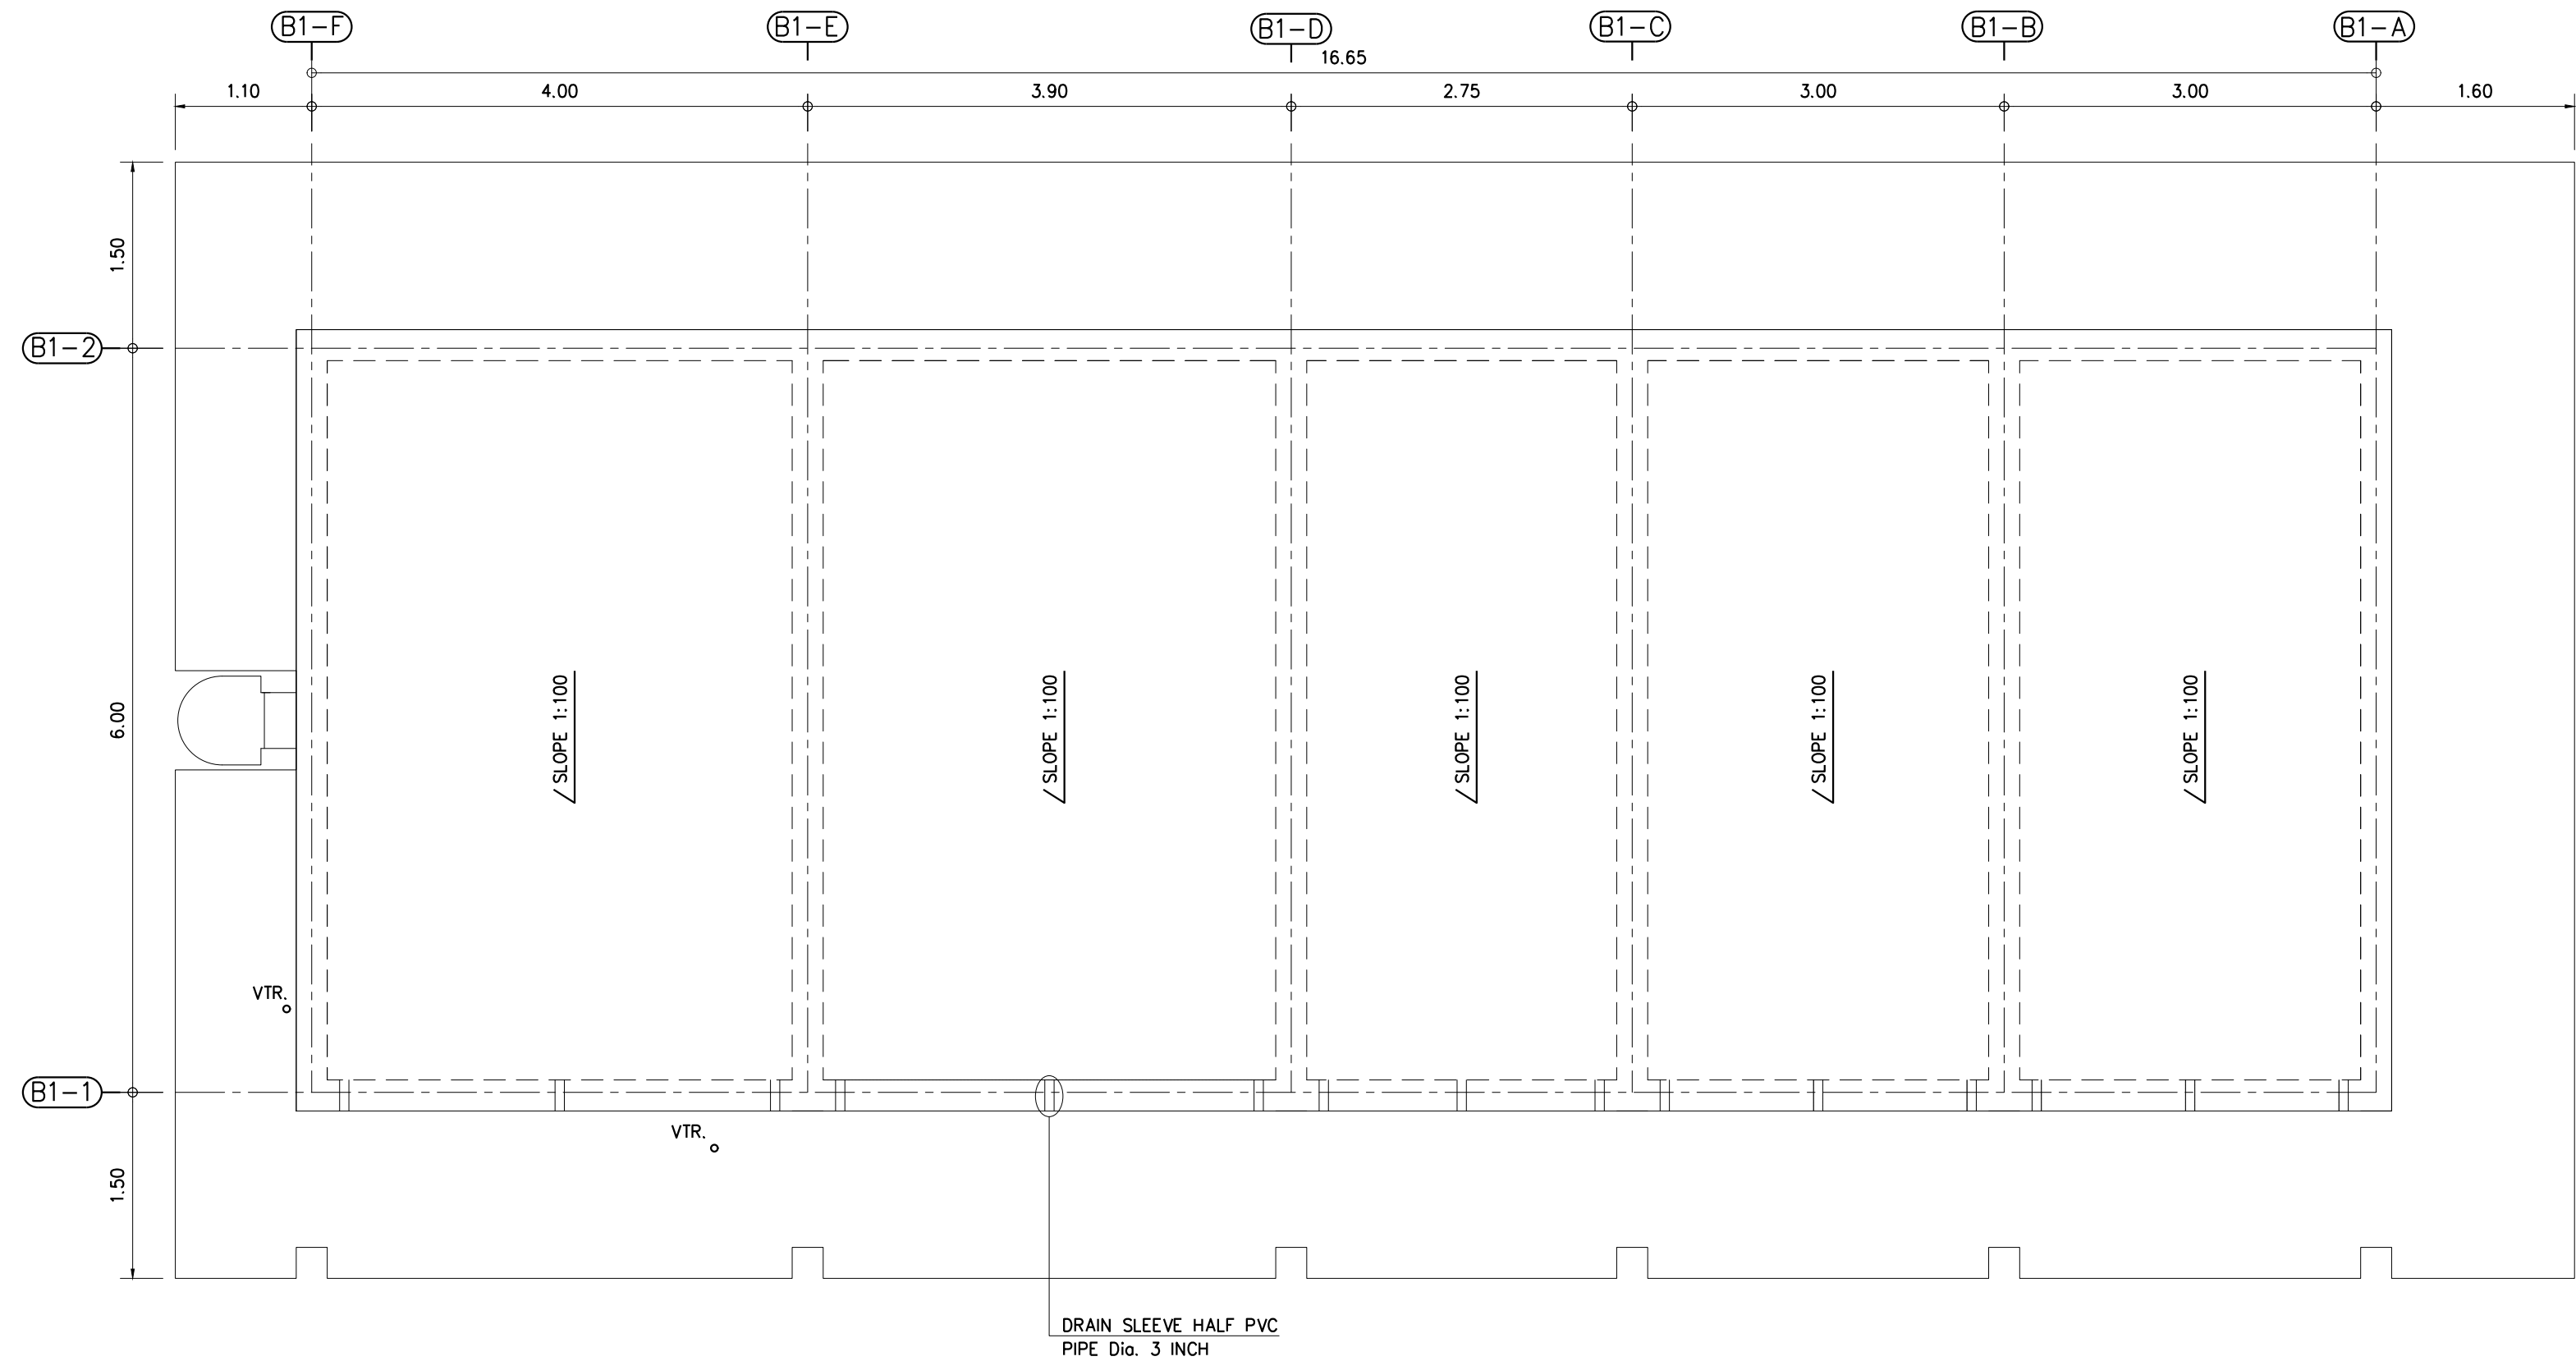 B1-F B1-E B1-D B1-C B1-B B1-A
16.65
1.10 4.00 3.90 2.75 3.00 3.00 1.60
1.50
B1-2
6.00
SLOPE 1:100 SLOPE 1:100 SLOPE 1:100 SLOPE 1:100 SLOPE 1:100
VTR.
B1-1
VTR.
1.50
DRAIN SLEEVE HALF PVC
PIPE Dia. 3 INCH